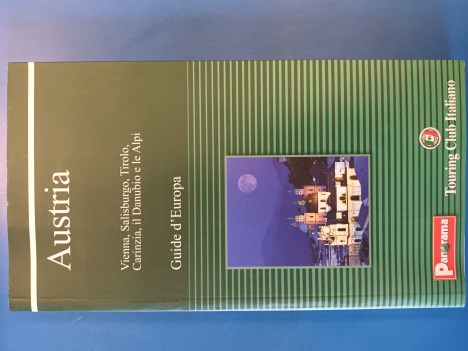 Austria
Vienna, Salisburgo, Tirolo,
Carinzia, il Danubio e le Alpi
Guide d'Europa
Panorama
Touring Club Italiano